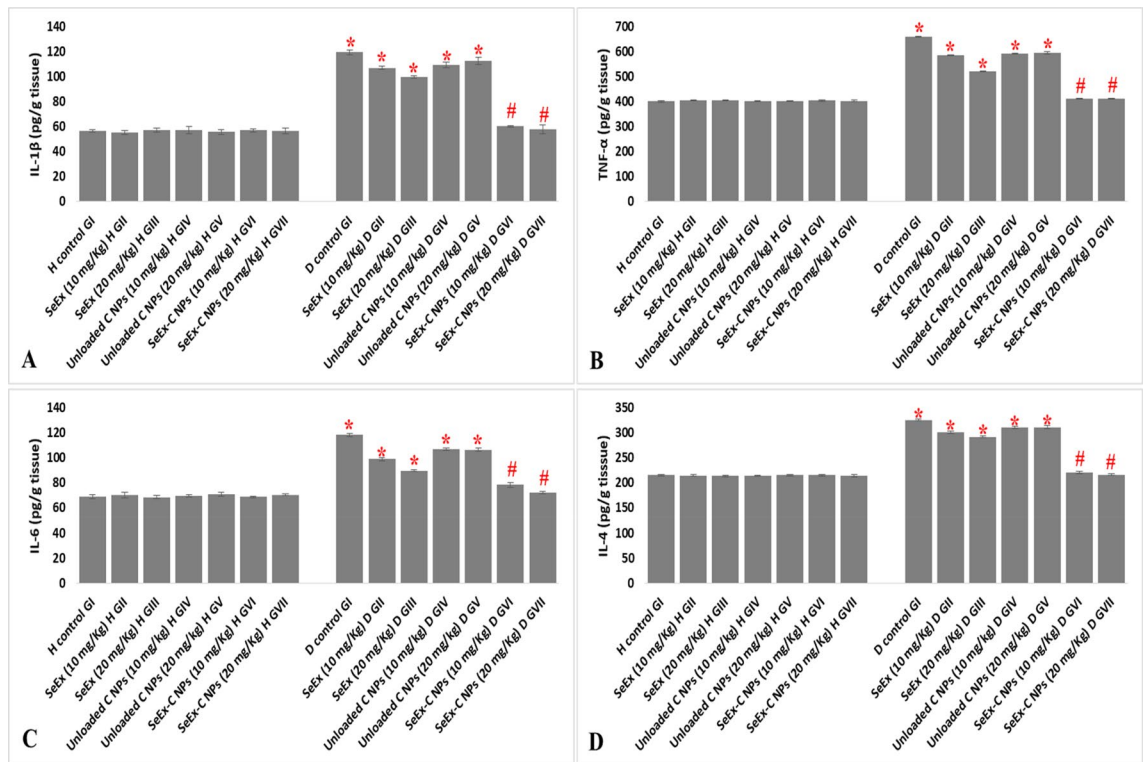 140
120
100
80
60
40
20
0
IL-1β (pg/g tissue)
* * * * * # #
H control GI
SeEx (10 mg/Kg) H GII
SeEx (20 mg/Kg) H GIII
Unloaded C NPs (10 mg/Kg) H GIV
Unloaded C NPs (20 mg/Kg) H GV
SeEx-C NPs (10 mg/Kg) H GVI
SeEx-C NPs (20 mg/Kg) H GVII
D control GI
SeEx (10 mg/Kg) D GII
SeEx (20 mg/Kg) D GIII
Unloaded C NPs (10 mg/Kg) D GIV
Unloaded C NPs (20 mg/Kg) D GV
SeEx-C NPs (10 mg/Kg) D GVI
SeEx-C NPs (20 mg/Kg) D GVII
A
700
600
500
400
300
200
100
0
TNF-α (pg/g tissue)
* * * * * # #
H control GI
SeEx (10 mg/Kg) H GII
SeEx (20 mg/Kg) H GIII
Unloaded C NPs (10 mg/Kg) H GIV
Unloaded C NPs (20 mg/Kg) H GV
SeEx-C NPs (10 mg/Kg) H GVI
SeEx-C NPs (20 mg/Kg) H GVII
D control GI
SeEx (10 mg/Kg) D GII
SeEx (20 mg/Kg) D GIII
Unloaded C NPs (10 mg/Kg) D GIV
Unloaded C NPs (20 mg/Kg) D GV
SeEx-C NPs (10 mg/Kg) D GVI
SeEx-C NPs (20 mg/Kg) D GVII
B
140
120
100
80
60
40
20
0
IL-6 (pg/g tissue)
* * * * * # #
H control GI
SeEx (10 mg/Kg) H GII
SeEx (20 mg/Kg) H GIII
Unloaded C NPs (10 mg/Kg) H GIV
Unloaded C NPs (20 mg/Kg) H GV
SeEx-C NPs (10 mg/Kg) H GVI
SeEx-C NPs (20 mg/Kg) H GVII
D control GI
SeEx (10 mg/Kg) D GII
SeEx (20 mg/Kg) D GIII
Unloaded C NPs (10 mg/Kg) D GIV
Unloaded C NPs (20 mg/Kg) D GV
SeEx-C NPs (10 mg/Kg) D GVI
SeEx-C NPs (20 mg/Kg) D GVII
C
350
300
250
200
150
100
50
0
IL-4 (pg/g tisssue)
* * * * * # #
H control GI
SeEx (10 mg/Kg) H GII
SeEx (20 mg/Kg) H GIII
Unloaded C NPs (10 mg/Kg) H GIV
Unloaded C NPs (20 mg/Kg) H GV
SeEx-C NPs (10 mg/Kg) H GVI
SeEx-C NPs (20 mg/Kg) H GVII
D control GI
SeEx (10 mg/Kg) D GII
SeEx (20 mg/Kg) D GIII
Unloaded C NPs (10 mg/Kg) D GIV
Unloaded C NPs (20 mg/Kg) D GV
SeEx-C NPs (10 mg/Kg) D GVI
SeEx-C NPs (20 mg/Kg) D GVII
D